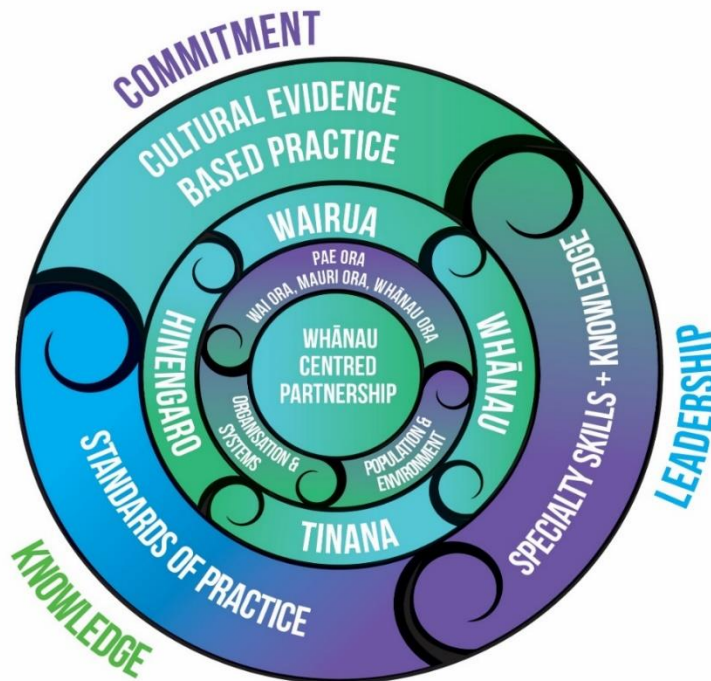 COMMITMENT
CULTURAL EVIDENCE
BASED PRACTICE
WAIRUA
PAE ORA
WAI ORA, MAURI ORA, WHĀNAU ORA
HINENGARO
WHĀNAU
CENTRED
PARTNERSHIP
WHĀNAU
SPECIALTY SKILLS + KNOWLEDGE
LEADERSHIP
ORGANISATION &
SYSTEMS
POPULATION &
ENVIRONMENT
TINANA
STANDARDS OF PRACTICE
KNOWLEDGE